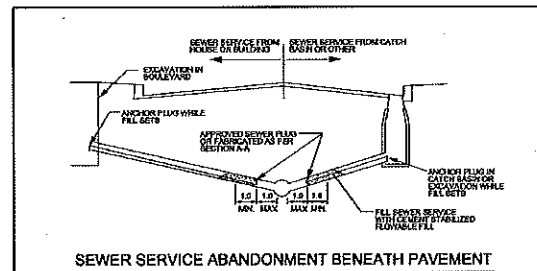 SEWER SERVICE FROM
HOUSE OR BUILDING
SEWER SERVICE FROM CATCH
BASIN OR OTHER
EXCAVATION IN
BOULEVARD
ANCHOR PLUG WHILE
FILL SETS
APPROVED SEWER PLUG
OR FABRICATED AS PER
SECTION A-A
ANCHOR PLUG IN
CATCH BASIN OR
EXCAVATION WHILE
FILL SETS
1.0 1.0 1.0 1.0
MIN. MAX MAX MIN.
FILL SEWER SERVICE
WITH CEMENT STABILIZED
FLOWABLE FILL
SEWER SERVICE ABANDONMENT BENEATH PAVEMENT